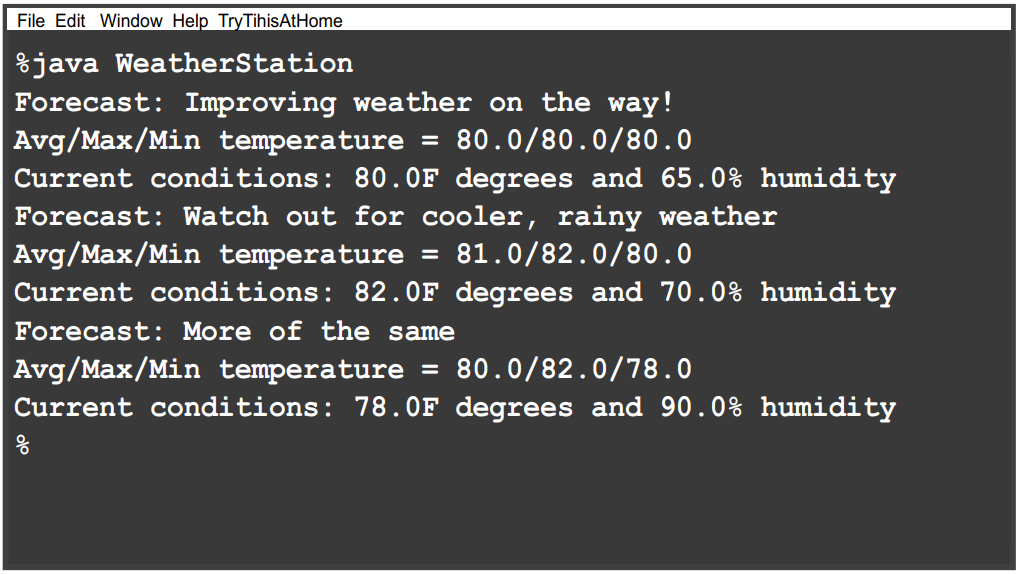 File Edit Window Help TryTihisAtHome
%java WeatherStation
Forecast: Improving weather on the way!
Avg/Max/Min temperature = 80.0/80.0/80.0
Current conditions: 80.0F degrees and 65.0% humidity
Forecast: Watch out for cooler, rainy weather
Avg/Max/Min temperature = 81.0/82.0/80.0
Current conditions: 82.0F degrees and 70.0% humidity
Forecast: More of the same
Avg/Max/Min temperature = 80.0/82.0/78.0
Current conditions: 78.0F degrees and 90.0% humidity
%